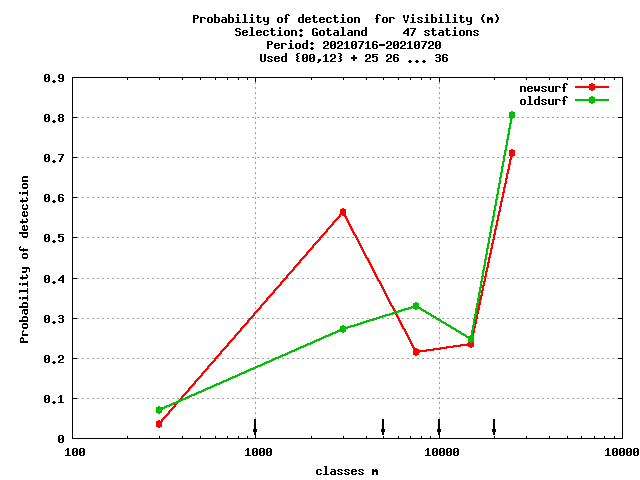 Probability of detection for Visibility (m)
Selection: Gotaland 47 stations
Period: 20210716-20210720
Used {00,12} + 25 26 ... 36
newsurf
oldsurf
0.9
0.8
0.7
0.6
0.5
0.4
0.3
0.2
0.1
0
Probability of detection
100 1000 10000 10000
classes m